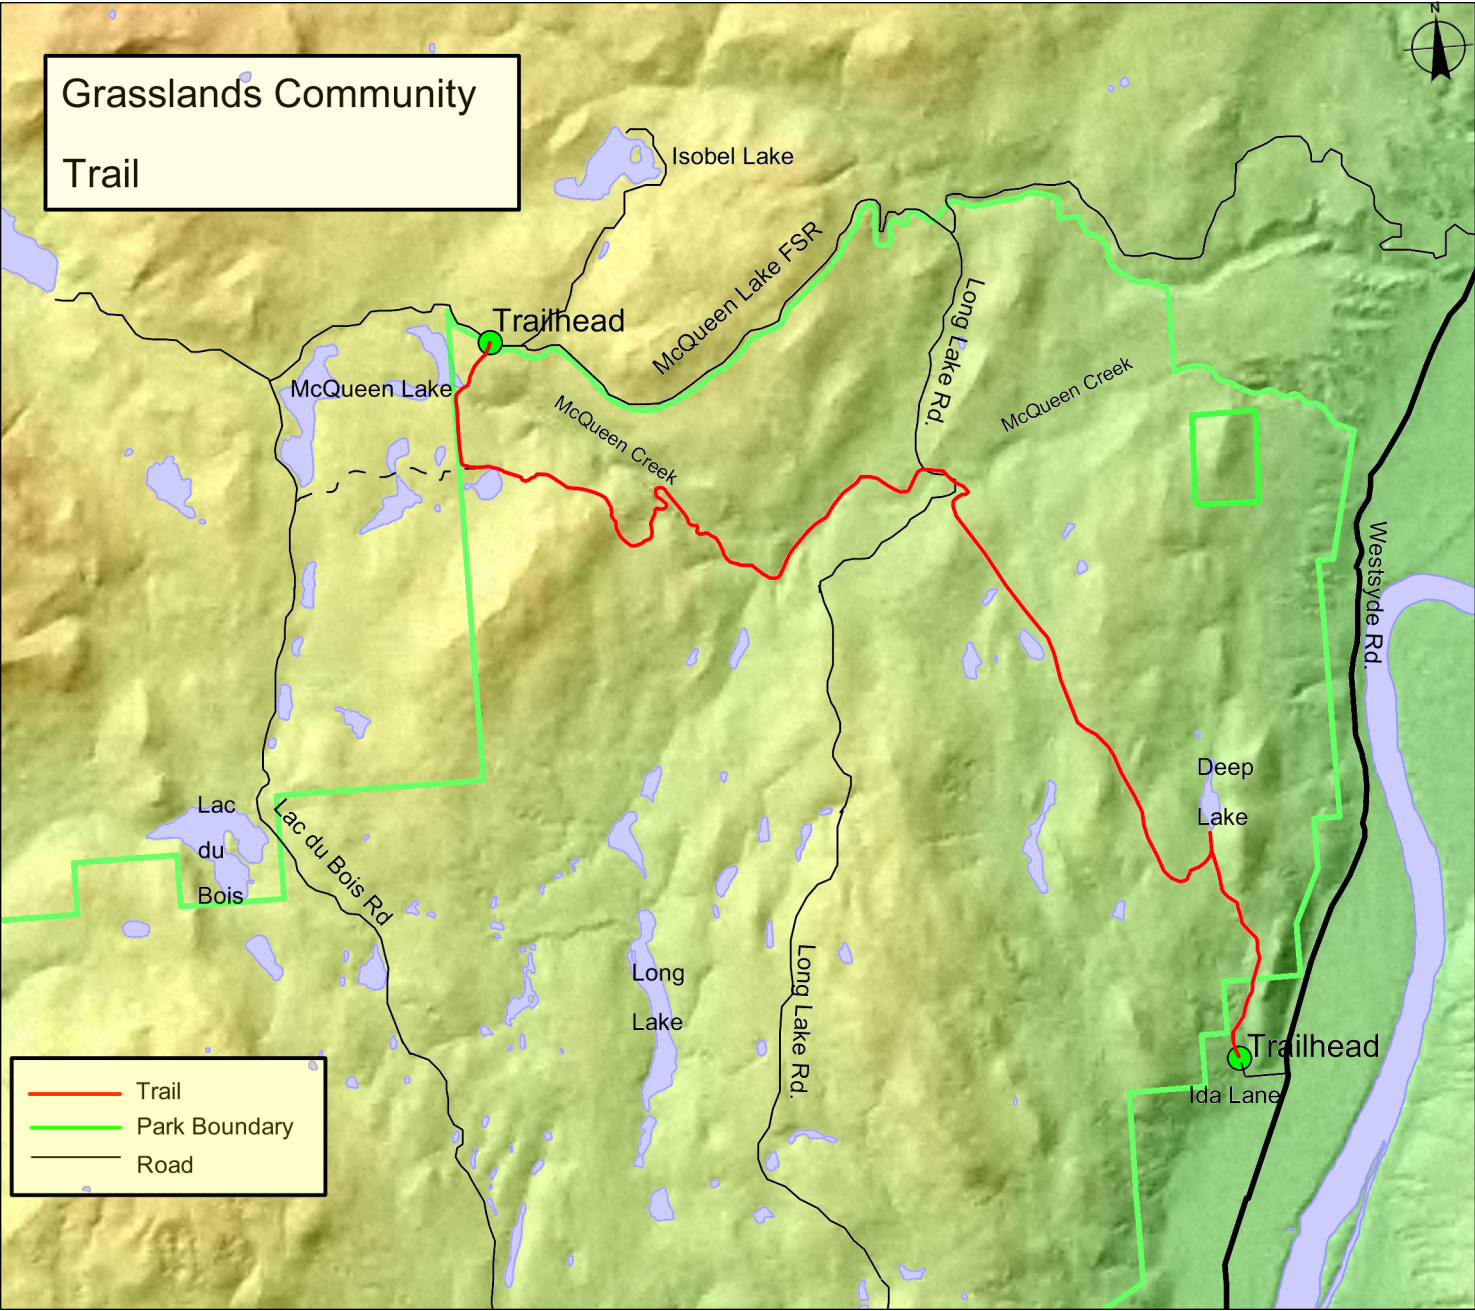 N
Grasslands Community
Trail
Isobel Lake
Trailhead
McQueen Lake FSR
Long Lake Rd.
McQueen Lake
McQueen Creek
McQueen Creek
Westsyde Rd.
Deep
Lake
Lac
du
Bois
Lac du Bois Rd
Long
Lake
Long Lake Rd.
Trailhead
Ida Lane
Trail
Park Boundary
Road